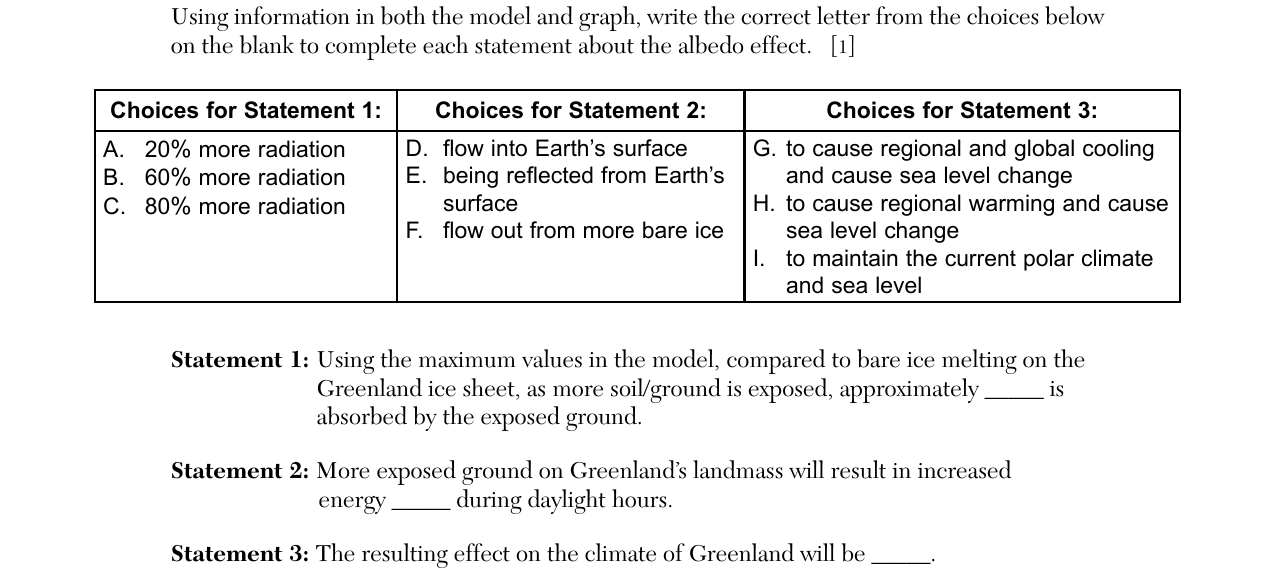 Using information in both the model and graph, write the correct letter from the choices below
on the blank to complete each statement about the albedo effect. [1]
Choices for Statement 1:
A. 20% more radiation
B. 60% more radiation
C. 80% more radiation
Choices for Statement 2:
D. flow into Earth's surface
E. being reflected from Earth's
surface
F. flow out from more bare ice
Choices for Statement 3:
G. to cause regional and global cooling
and cause sea level change
H. to cause regional warming and cause
sea level change
I. to maintain the current polar climate
and sea level
Statement 1: Using the maximum values in the model, compared to bare ice melting on the
Greenland ice sheet, as more soil/ground is exposed, approximately _____ is
absorbed by the exposed ground.
Statement 2: More exposed ground on Greenland's landmass will result in increased
energy _____ during daylight hours.
Statement 3: The resulting effect on the climate of Greenland will be _____.